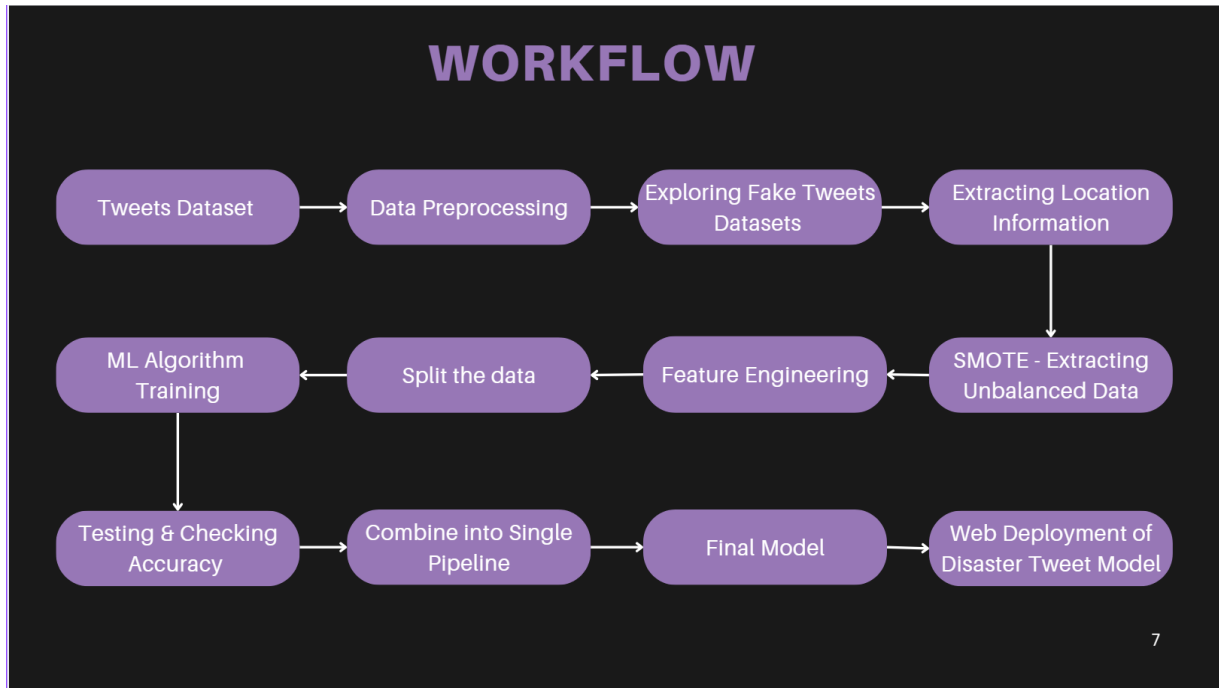 WORKFLOW
Tweets Dataset
Data Preprocessing
Exploring Fake Tweets
Datasets
Extracting Location
Information
SMOTE - Extracting
Unbalanced Data
Feature Engineering
Split the data
ML Algorithm
Training
Testing & Checking
Accuracy
Combine into Single
Pipeline
Final Model
Web Deployment of
Disaster Tweet Model
7